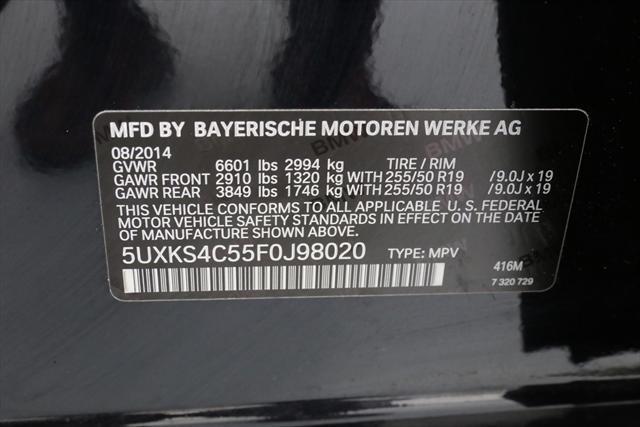 MFD BY BAYERISCHE MOTOREN WERKE AG
08/2014
GVWR 6601 lbs 2994 kg TIRE / RIM
GAWR FRONT 2910 lbs 1320 kg WITH 255/50 R19 /9.0J x 19
GAWR REAR 3849 lbs 1746 kg WITH 255/50 R19 /9.0J x 19
THIS VEHICLE CONFORMS TO ALL APPLICABLE U. S. FEDERAL
MOTOR VEHICLE SAFETY STANDARDS IN EFFECT ON THE DATE
OF MANUFACTURE SHOWN ABOVE.
5UXKS4C55F0J98020 TYPE: MPV
416M
7 320 729